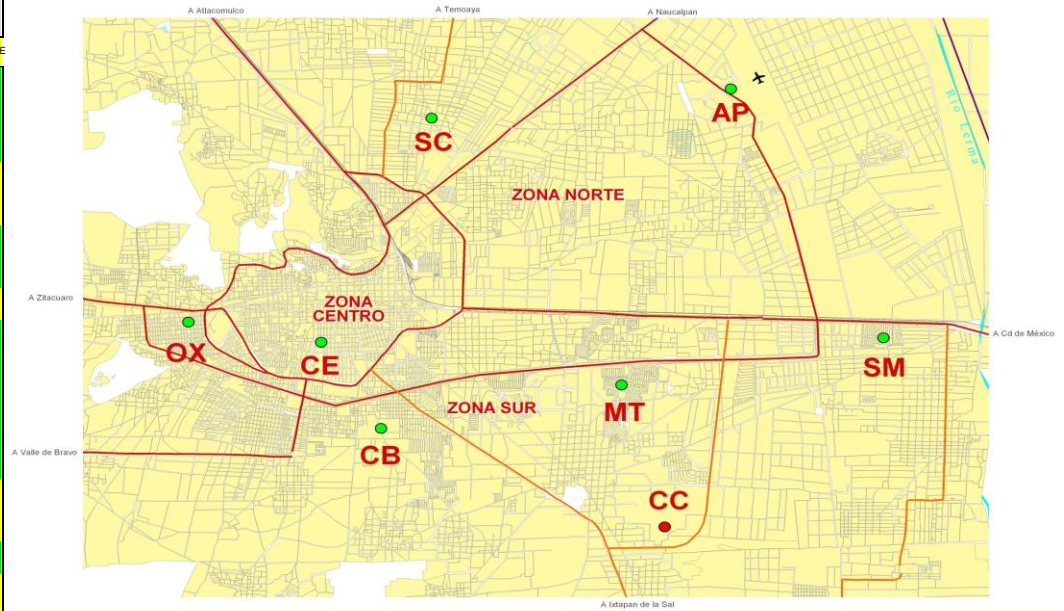 A Atlacomulco
A Temoaya
A Naucalpan
E
Río Lerma
AP
SC
ZONA NORTE
A Zitacuaro
ZONA
CENTRO
A Cd de México
OX
CE
SM
ZONA SUR
MT
A Valle de Bravo
CB
CC
A Ixtapan de la Sal